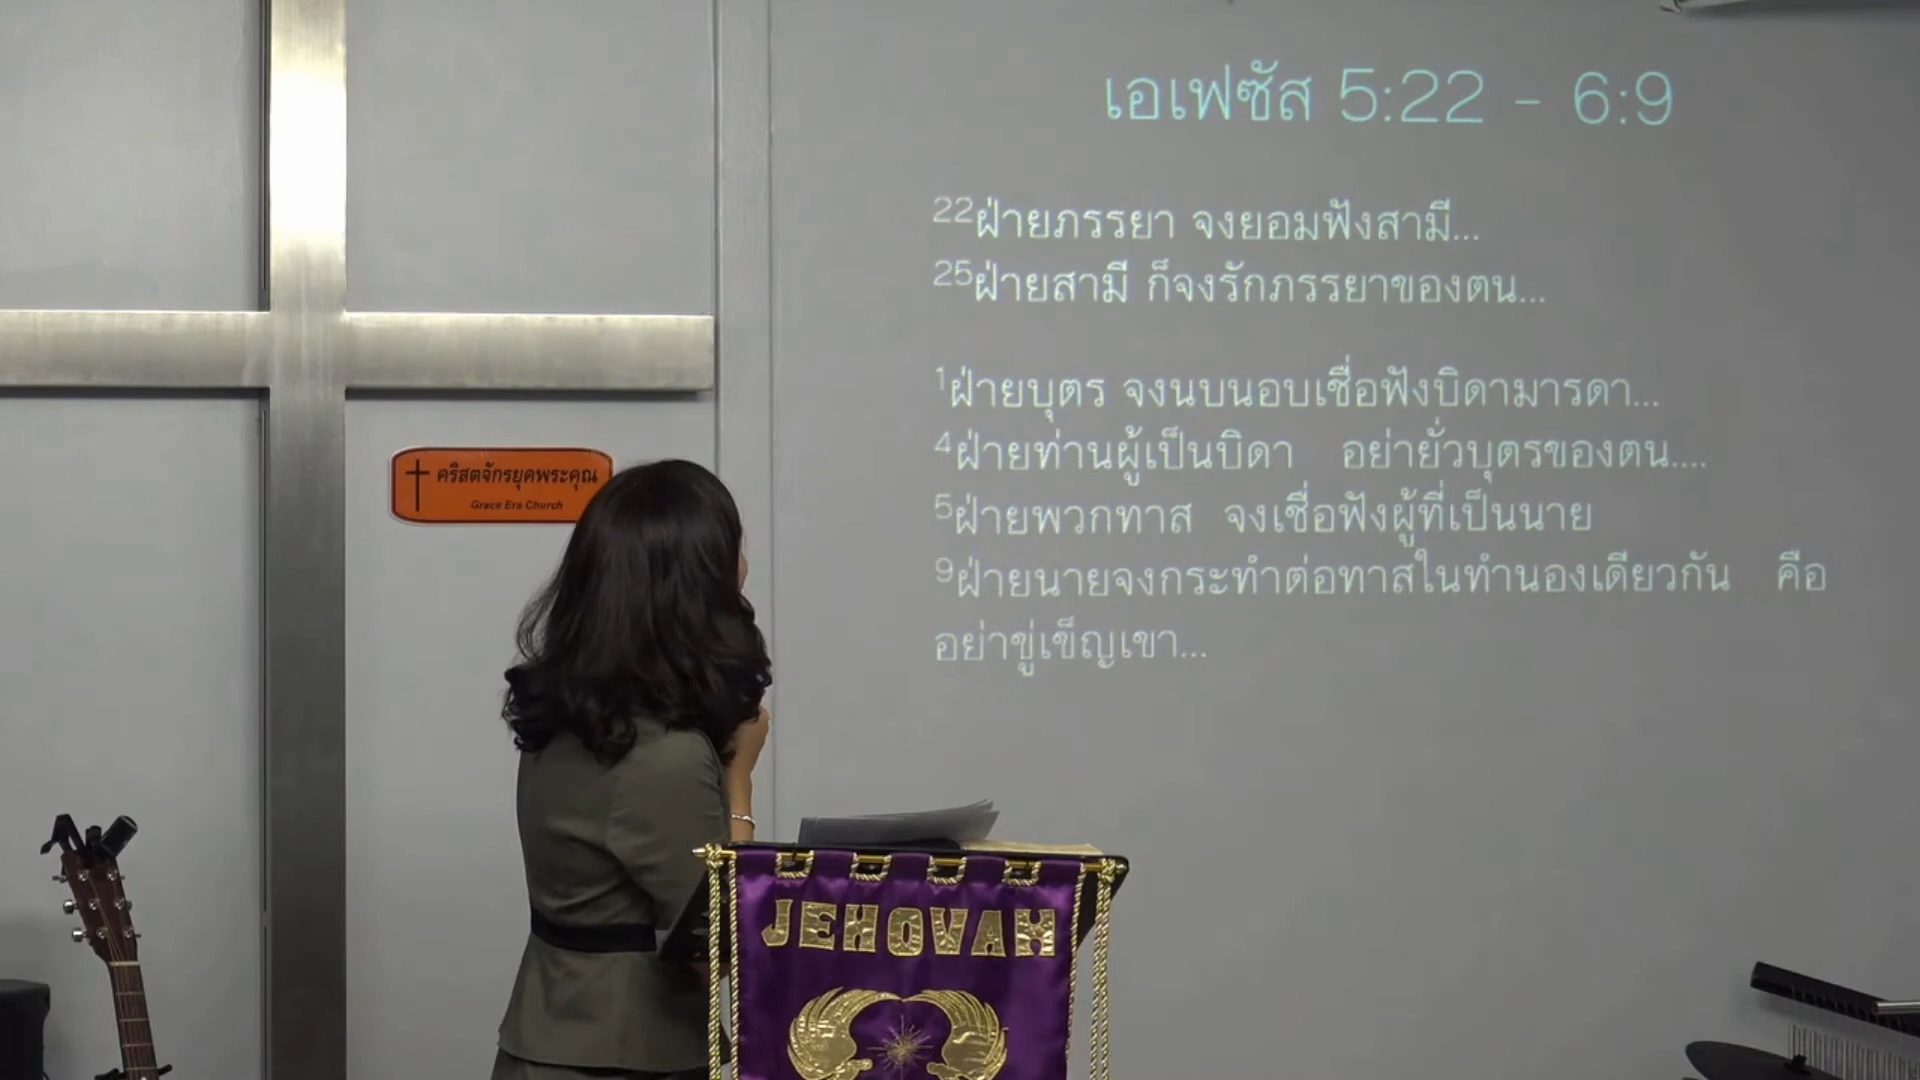 เอเฟซัส 5:22 - 6:9
22ฝ่ายภรรยา จงยอมฟังสามี...
25ฝ่ายสามี ก็จงรักภรรยาของตน...
1ฝ่ายบุตร จงนบนอบเชื่อฟังบิดามารดา...
4ฝ่ายท่านผู้เป็นบิดา อย่ายั่วบุตรของตน....
5ฝ่ายพวกทาส จงเชื่อฟังผู้ที่เป็นนาย
9ฝ่ายนายจงกระทำต่อทาสในทำนองเดียวกัน คือ
อย่าขู่เข็ญเขา...
คริสตจักรยุคพระคุณ
Grace Era Church
JEHOVAH